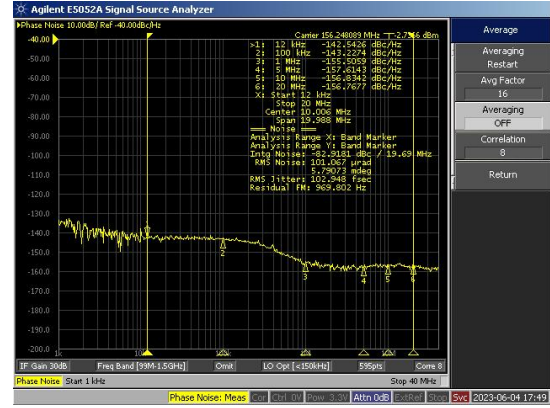 Agilent E5052A Signal Source Analyzer
Phase Noise 10.00dB/ Ref -40.00dBc/Hz
-40.00
-50.00
-60.00
-70.00
-80.00
-90.00
-100.0
-110.0
-120.0
-130.0
-140.0
-150.0
-160.0
-170.0
-180.0
-190.0
-200.0
Carrier 156.248089 MHz
dBm
>1: 12 kHz -142.5426 dBc/Hz
2: 100 kHz -143.2274 dBc/Hz
3: 1 MHz -155.5059 dBc/Hz
4: 5 MHz -157.6143 dBc/Hz
5: 10 MHz -156.8342 dBc/Hz
6: 20 MHz -156.7677 dBc/Hz
X: Start 12 kHz
Stop 20 MHz
Center 10.006 MHz
Span 19.988 MHz
=== Noise ===
Analysis Range X: Band Marker
Analysis Range Y: Band Marker
Intg Noise: -82.9181 dBc / 19.69 MHz
RMS Noise: 101.067 µrad
5.79073 mdeg
RMS Jitter: 102.948 fsec
Residual FM: 969.802 Hz
1
2
3
4
5
6
1k
IF Gain 30dB
Freq Band [99M-1.5GHz]
Omit
LO Opt [<150kHz]
595pts
Corre 8
Phase Noise Start 1 kHz
Stop 40 MHz
Average
Averaging
Restart
Avg Factor
16
Averaging
OFF
Correlation
8
Return
Phase Noise: Meas Cor Ctrl 0V Pow 3.3V Attn 0dB ExtRef Stop Svc 2023-06-04 17:49